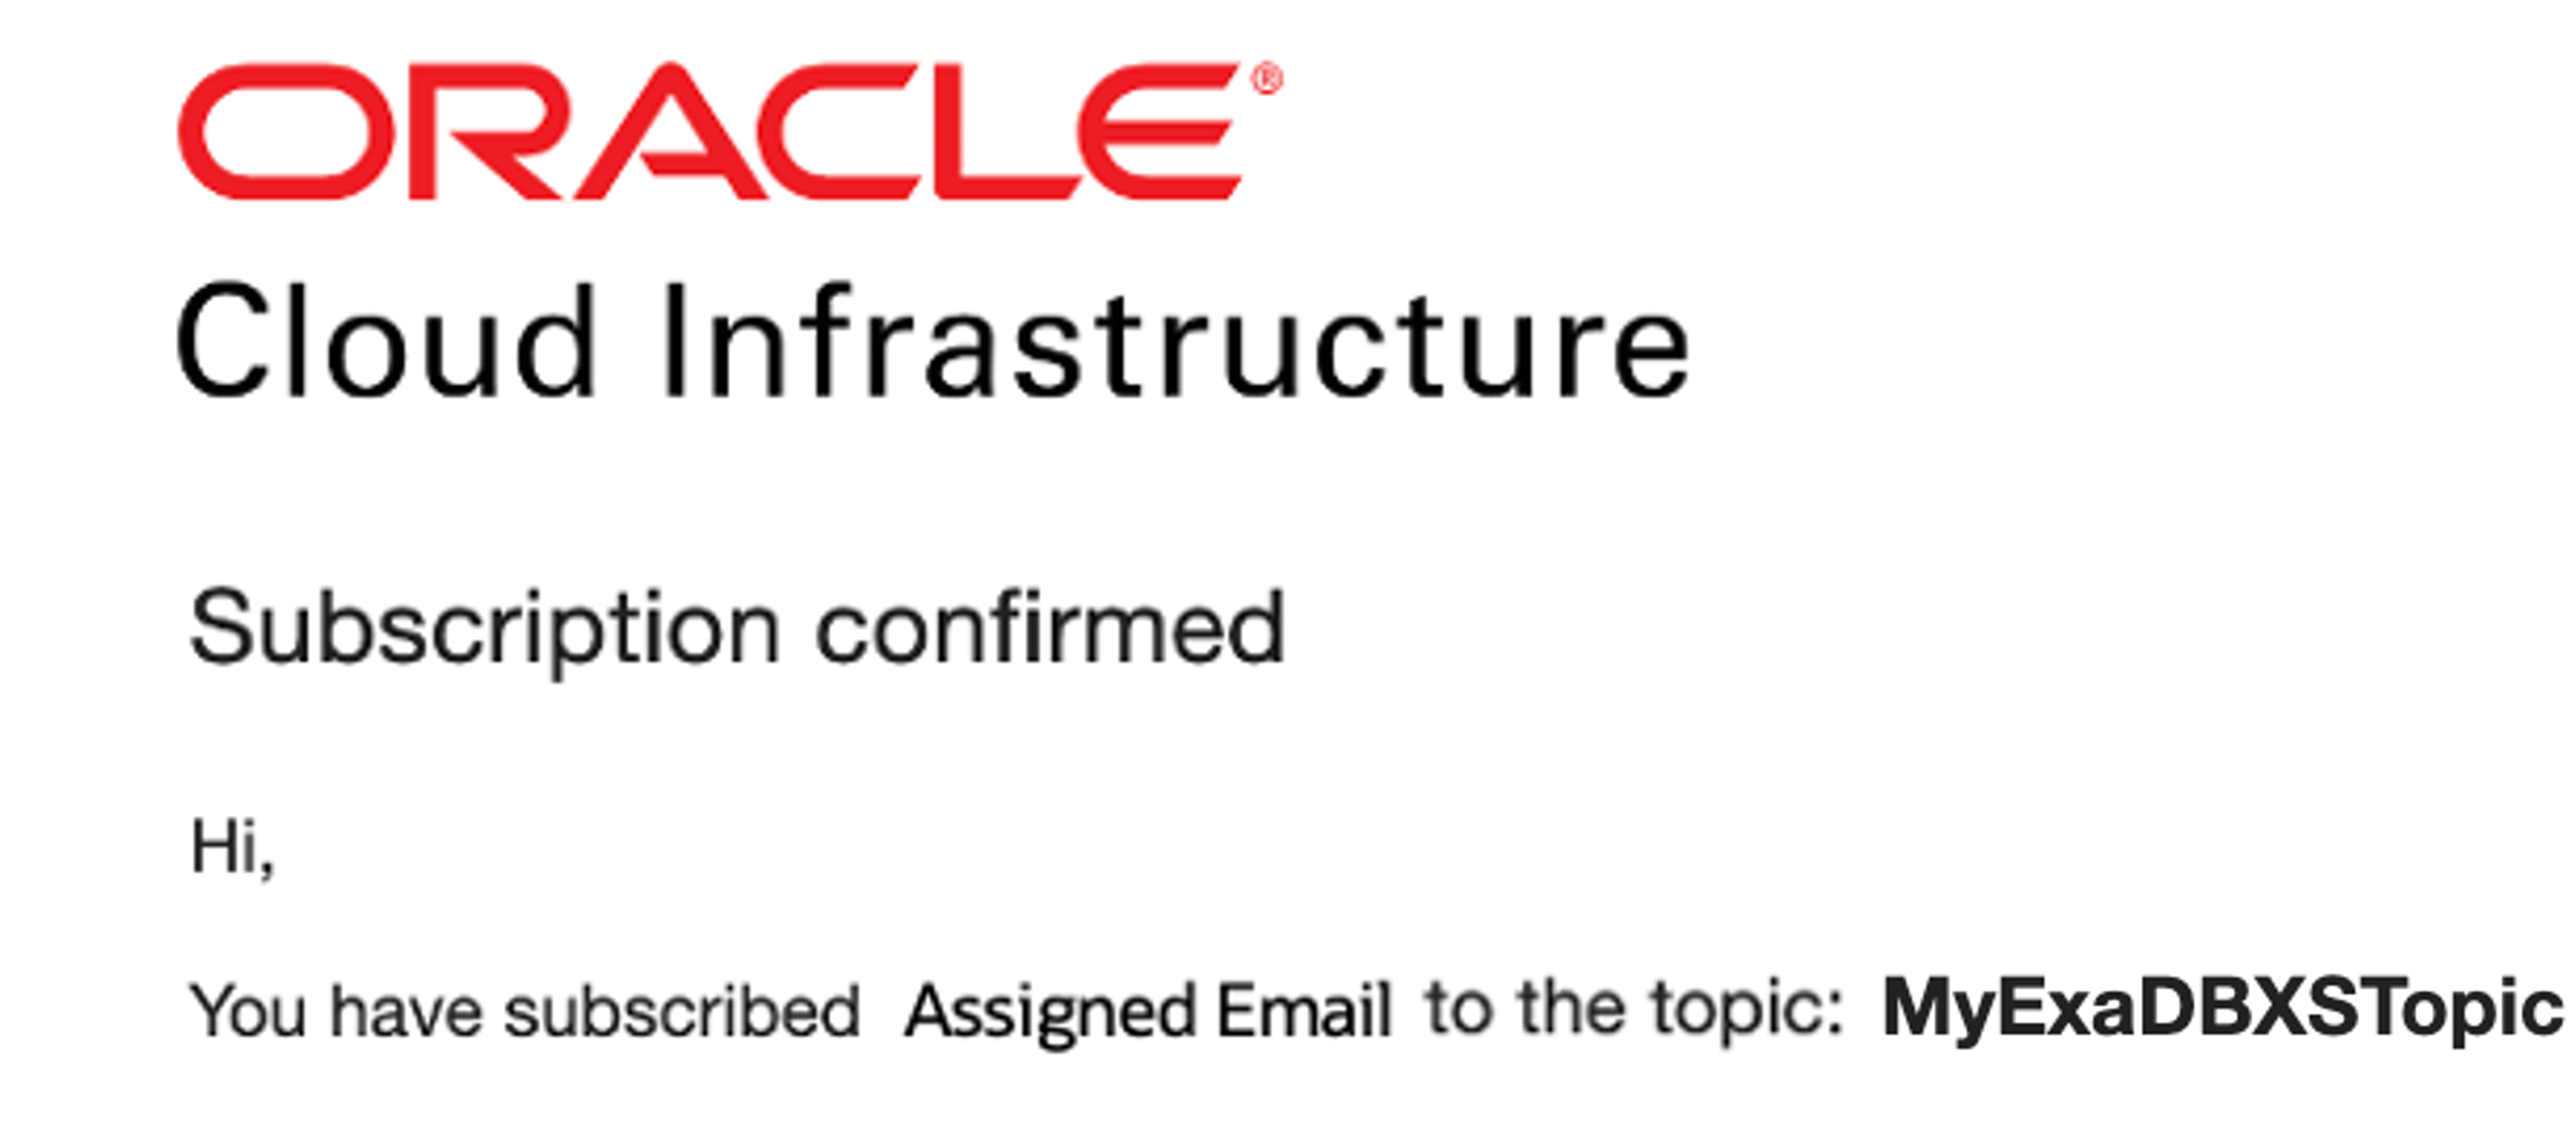 ORACLE®
Cloud Infrastructure
Subscription confirmed
Hi,
You have subscribed Assigned Email to the topic: MyExaDBXSTopic